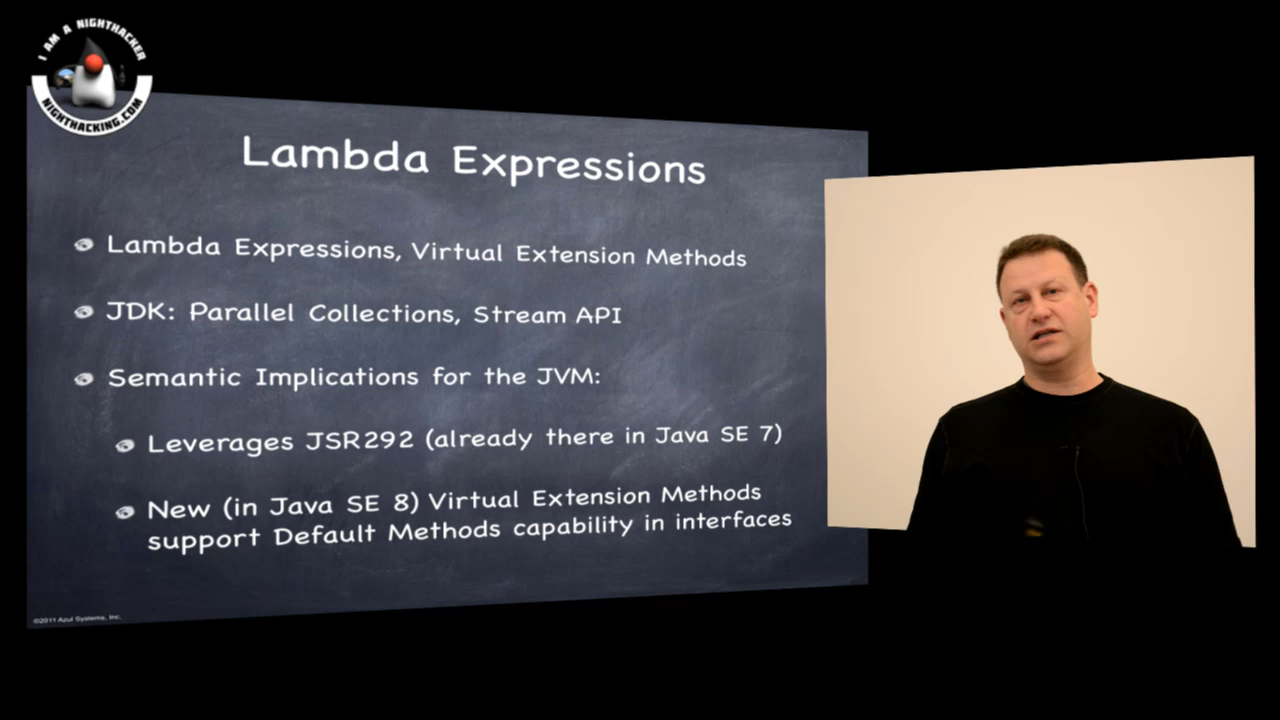 I AM A NIGHTHACKER
NIGHTHACKING.COM
Lambda Expressions
Lambda Expressions, Virtual Extension Methods
JDK: Parallel Collections, Stream API
Semantic Implications for the JVM:
Leverages JSR292 (already there in Java SE 7)
New (in Java SE 8) Virtual Extension Methods
support Default Methods capability in interfaces
©2011 Azul Systems, Inc.